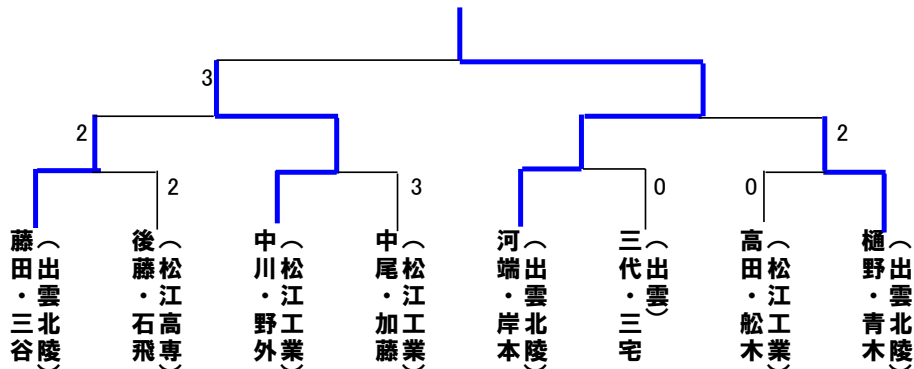 3
2
2
2
3
0
0
藤田・三谷
（出雲北陵）
後藤・石飛
（松江高専）
中川・野外
（松江工業）
中尾・加藤
（松江工業）
河端・岸本
（出雲北陵）
三代・三宅
（出雲）
高田・舩木
（松江工業）
樋野・青木
（出雲北陵）